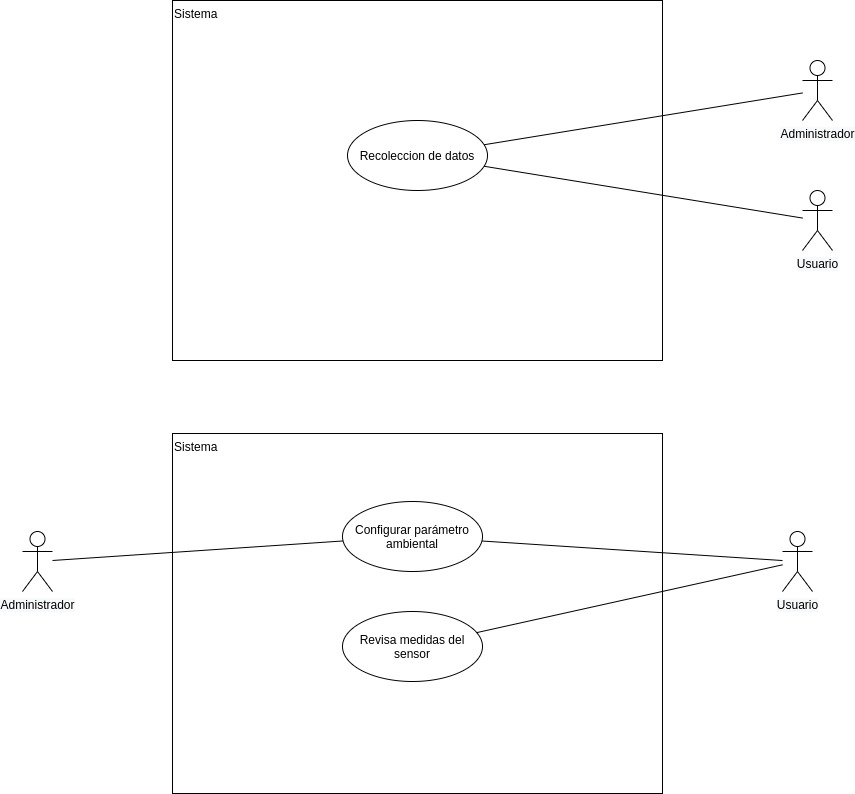 Sistema
Administrador
Recoleccion de datos
Usuario
Sistema
Configurar parámetro
ambiental
Administrador
Usuario
Revisa medidas del
sensor